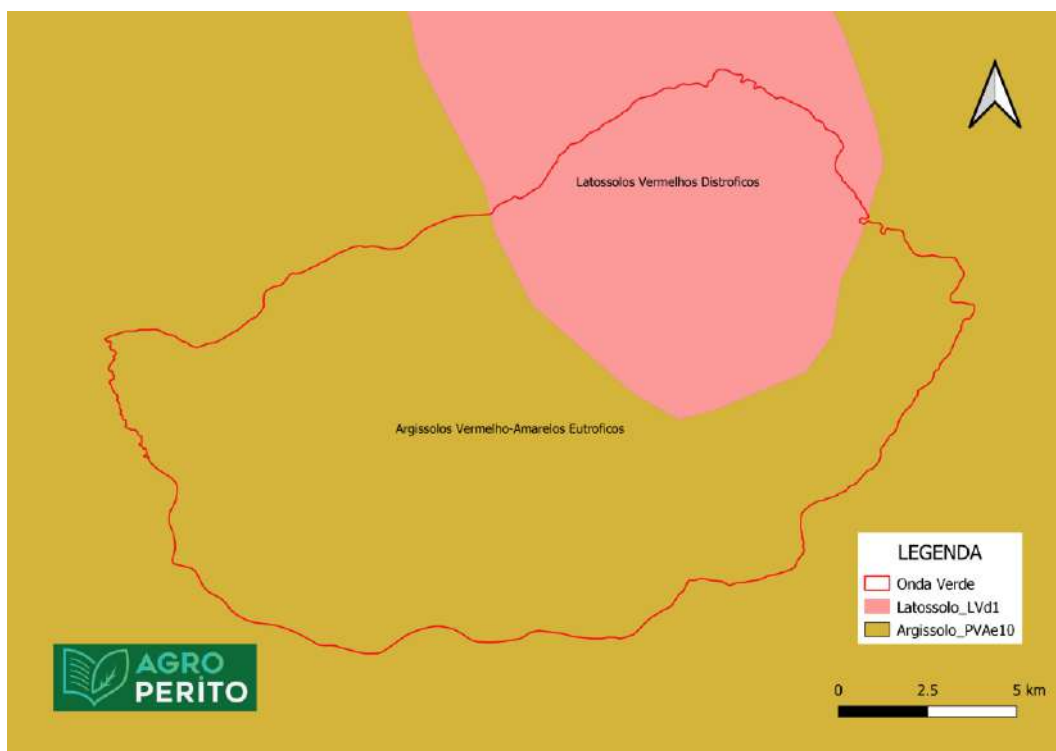 Latossolos Vermelhos Distroficos
Argissolos Vermelho-Amarelos Eutroficos
LEGENDA
Onda Verde
Latossolo_LVd1
Argissolo_PVAe10
AGRO
PERITO
0 2.5 5 km